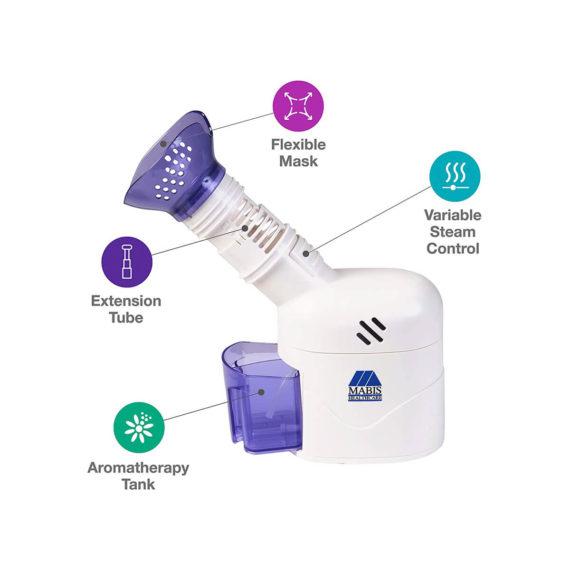 Flexible
Mask
Variable
Steam
Control
Extension
Tube
MABIS
HEALTHCARE
Aromatherapy
Tank